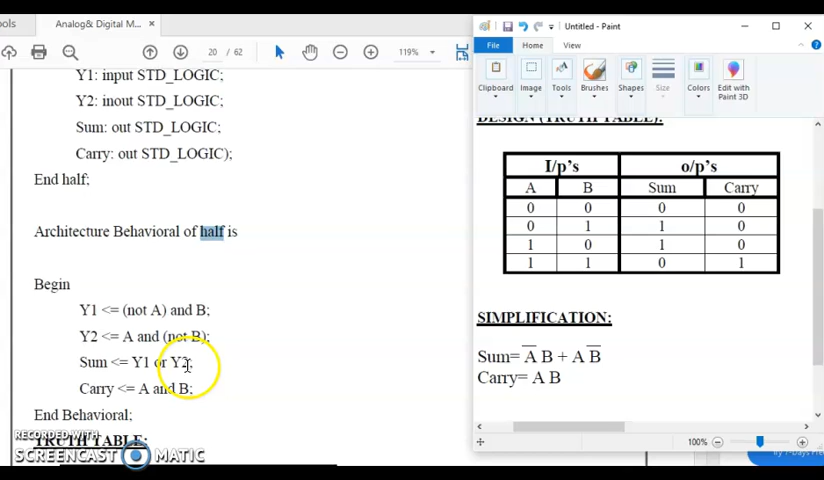 ools
Analog& Digital M...
×
20 / 62
119%
Y1: input STD_LOGIC;
Y2: inout STD_LOGIC;
Sum: out STD_LOGIC;
Carry: out STD_LOGIC);
End half;
Architecture Behavioral of half is
Begin
Y1 <= (not A) and B;
Y2 <= A and (not B);
Sum <= Y1 or Y2;
Carry <= A and B;
End Behavioral;
TRUTH TABLE:
RECORDED WITH
SCREENCAST MATIC
Untitled - Paint
File Home View
Clipboard Image Tools Brushes Shapes Size Colors Edit with Paint 3D
DESIGN (TRUTH TABLE):
I/p's o/p's
A B Sum Carry
0 0 0 0
0 1 1 0
1 0 1 0
1 1 0 1
SIMPLIFICATION:
Sum= A̅ B + A B̅
Carry= A B
100%